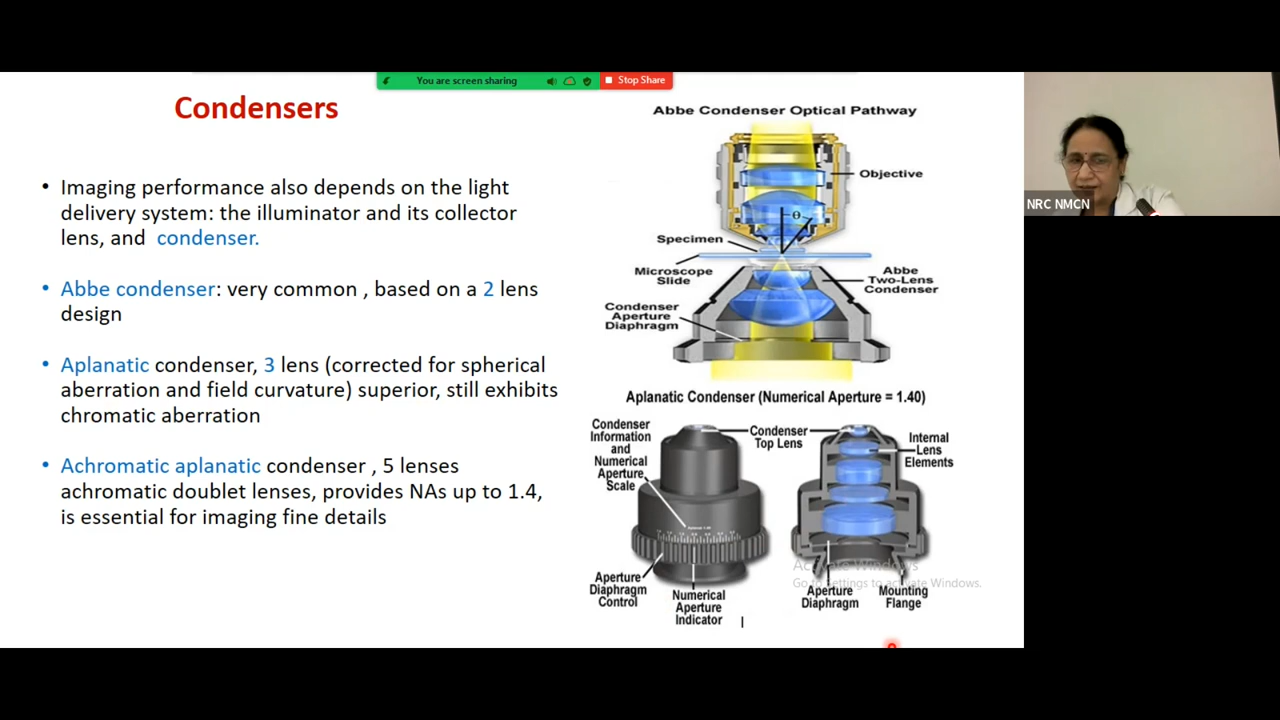 You are screen sharing
Stop Share
Condensers
• Imaging performance also depends on the light
delivery system: the illuminator and its collector
lens, and condenser.
• Abbe condenser: very common , based on a 2 lens
design
• Aplanatic condenser, 3 lens (corrected for spherical
aberration and field curvature) superior, still exhibits
chromatic aberration
• Achromatic aplanatic condenser , 5 lenses
achromatic doublet lenses, provides NAs up to 1.4,
is essential for imaging fine details
Abbe Condenser Optical Pathway
Objective
θ
Specimen
Microscope
Slide
Abbe
Two-Lens
Condenser
Condenser
Aperture
Diaphragm
Aplanatic Condenser (Numerical Aperture = 1.40)
Condenser
Information
and
Numerical
Aperture
Scale
Condenser
Top Lens
Internal
Lens
Elements
Aperture
Diaphragm
Control
Numerical
Aperture
Indicator
Aperture
Diaphragm
Mounting
Flange
Activate Windows
Go to Settings to activate Windows.
NRC NMCN